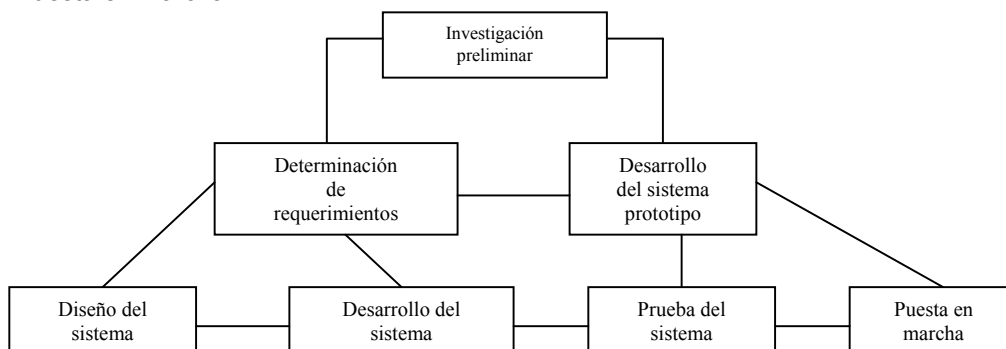 Investigación
preliminar
Determinación
de
requerimientos
Desarrollo
del sistema
prototipo
Diseño del
sistema
Desarrollo del
sistema
Prueba del
sistema
Puesta en
marcha